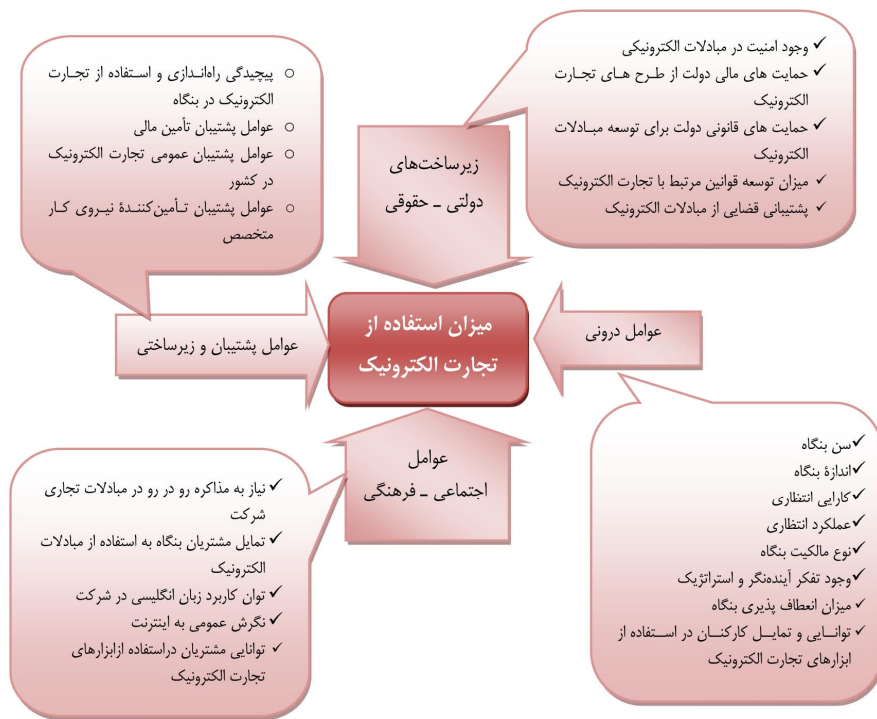 ✓ وجود امنیت در مبادلات الکترونیکی
✓ حمایت های مالی دولت از طرح های تجارت
الکترونیک
✓ حمایت های قانونی دولت برای توسعه مبادلات
الکترونیک
✓ میزان توسعه قوانین مرتبط با تجارت الکترونیک
✓ پشتیبانی قضایی از مبادلات الکترونیک
زیرساخت‌های
دولتی ـ حقوقی
○ پیچیدگی راه‌اندازی و استفاده از تجارت
الکترونیک در بنگاه
○ عوامل پشتیبان تأمین مالی
○ عوامل پشتیبان عمومی تجارت الکترونیک
در کشور
○ عوامل پشتیبان تأمین‌کنندهٔ نیروی کار
متخصص
عوامل درونی
میزان استفاده از
تجارت الکترونیک
عوامل پشتیبان و زیرساختی
✓ سن بنگاه
✓ اندازهٔ بنگاه
✓ کارایی انتظاری
✓ عملکرد انتظاری
✓ نوع مالکیت بنگاه
✓ وجود تفکر آینده‌نگر و استراتژیک
✓ میزان انعطاف پذیری بنگاه
✓ توانایی و تمایل کارکنان در استفاده از
ابزارهای تجارت الکترونیک
عوامل
اجتماعی ـ فرهنگی
✓ نیاز به مذاکره رو در رو در مبادلات تجاری
شرکت
✓ تمایل مشتریان بنگاه به استفاده از مبادلات
الکترونیک
✓ توان کاربرد زبان انگلیسی در شرکت
✓ نگرش عمومی به اینترنت
✓ توانایی مشتریان دراستفاده ازابزارهای
تجارت الکترونیک